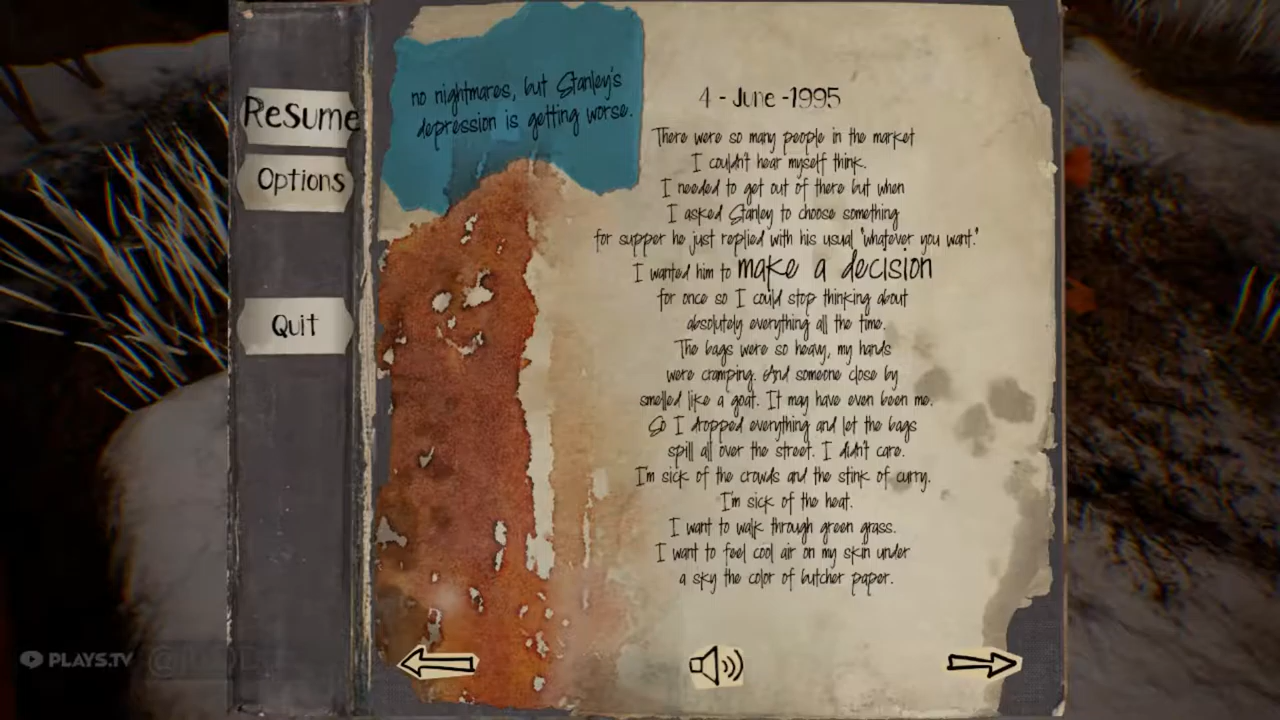 Resume
Options
Quit
no nightmares, but Stanley's
depression is getting worse.
4 - June -1995
There were so many people in the market
I couldn't hear myself think.
I needed to get out of there but when
I asked Stanley to choose something
for supper he just replied with his usual "whatever you want."
I wanted him to make a decision
for once so I could stop thinking about
absolutely everything all the time.
The bags were so heavy, my hands
were cramping. And someone close by
smelled like a goat. It may have even been me.
So I dropped everything and let the bags
spill all over the street. I didn't care.
I'm sick of the crowds and the stink of curry.
I'm sick of the heat.
I want to walk through green grass.
I want to feel cool air on my skin under
a sky the color of butcher paper.
PLAYS.TV